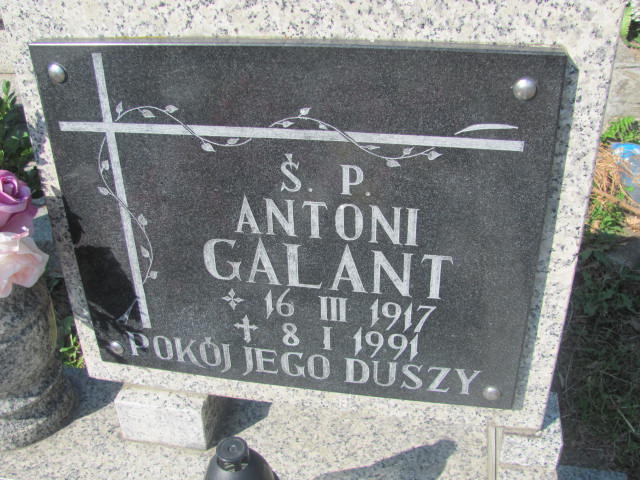 Ś. P.
ANTONI
GALANT
16 III 1917
✝ 8 I 1991
POKÓJ JEGO DUSZY